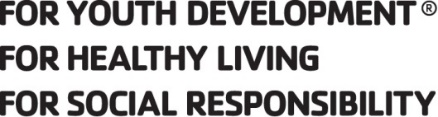 FOR YOUTH DEVELOPMENT®
FOR HEALTHY LIVING
FOR SOCIAL RESPONSIBILITY